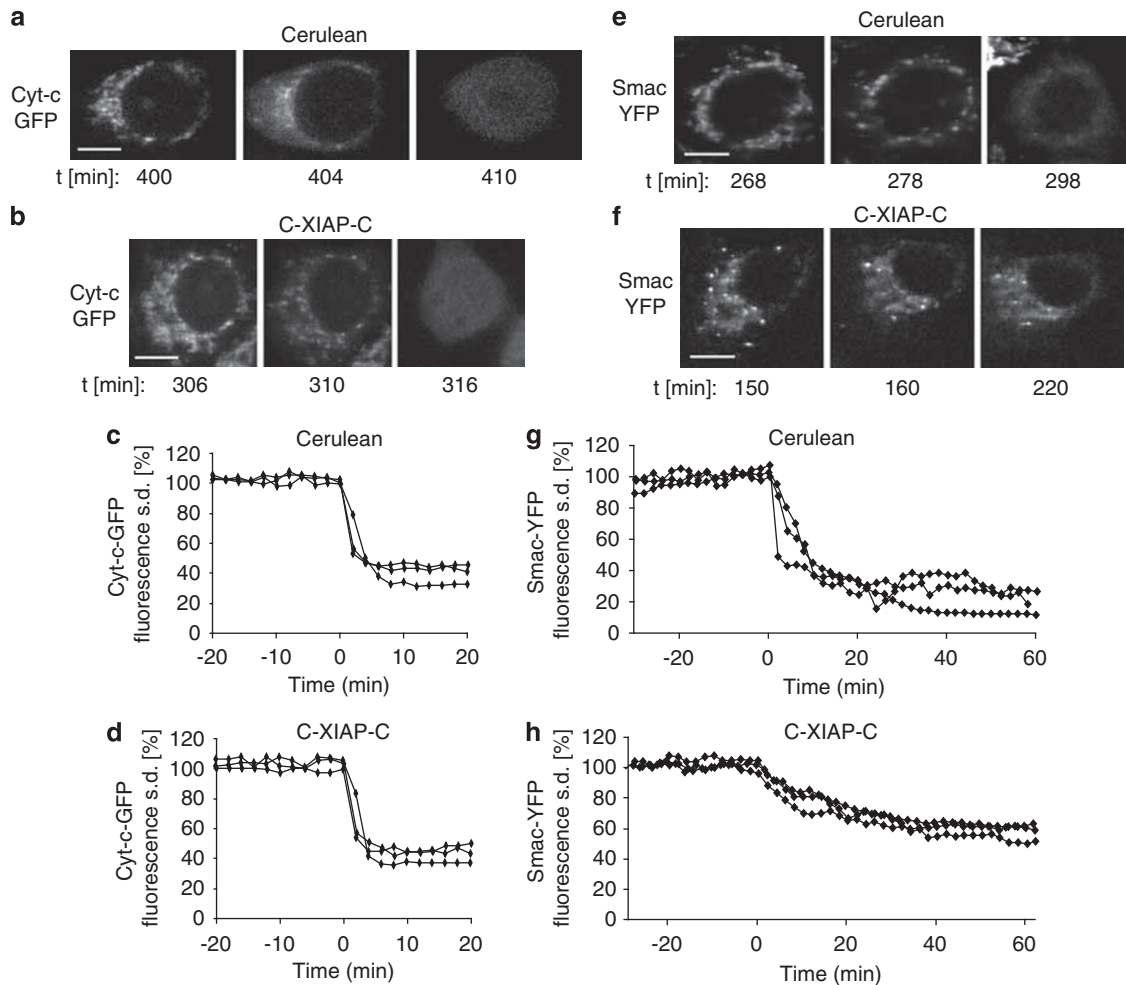 a
Cerulean
Cyt-c
GFP
t [min]: 400 404 410
b
C-XIAP-C
Cyt-c
GFP
t [min]: 306 310 316
e
Cerulean
Smac
YFP
t [min]: 268 278 298
f
C-XIAP-C
Smac
YFP
t [min]: 150 160 220
c
Cerulean
Cyt-c-GFP
fluorescence s.d. [%]
120
100
80
60
40
20
0
-20 -10 0 10 20
Time (min)
g
Cerulean
Smac-YFP
fluorescence s.d. [%]
120
100
80
60
40
20
0
-20 0 20 40 60
Time (min)
d
C-XIAP-C
Cyt-c-GFP
fluorescence s.d. [%]
120
100
80
60
40
20
0
-20 -10 0 10 20
Time (min)
h
C-XIAP-C
Smac-YFP
fluorescence s.d. [%]
120
100
80
60
40
20
0
-20 0 20 40 60
Time (min)